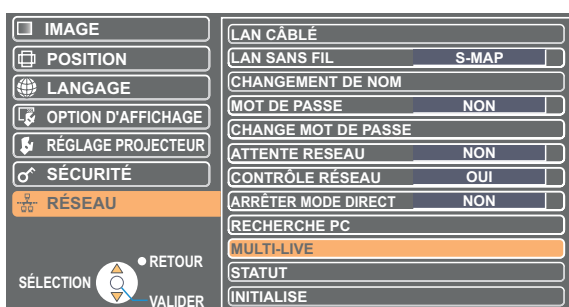 IMAGE
POSITION
LANGAGE
OPTION D'AFFICHAGE
RÉGLAGE PROJECTEUR
SÉCURITÉ
RÉSEAU
RETOUR
SÉLECTION
VALIDER
LAN CÂBLÉ
LAN SANS FIL S-MAP
CHANGEMENT DE NOM
MOT DE PASSE NON
CHANGE MOT DE PASSE
ATTENTE RESEAU NON
CONTRÔLE RÉSEAU OUI
ARRÊTER MODE DIRECT NON
RECHERCHE PC
MULTI-LIVE
STATUT
INITIALISE